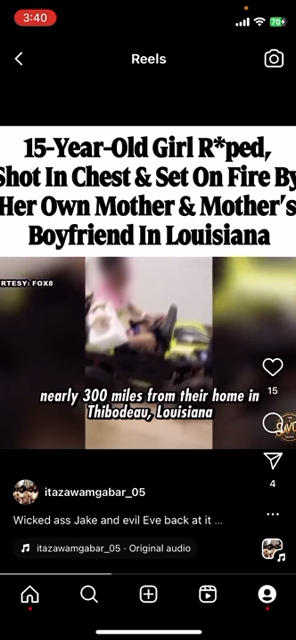 3:40
70
Reels
15-Year-Old Girl R*ped,
Shot In Chest & Set On Fire By
Her Own Mother & Mother's
Boyfriend In Louisiana
RTESY: FOX8
nearly 300 miles from their home in
Thibodeau, Louisiana
15
4
itazawamgabar_05
Wicked ass Jake and evil Eve back at it ...
itazawamgabar_05 · Original audio